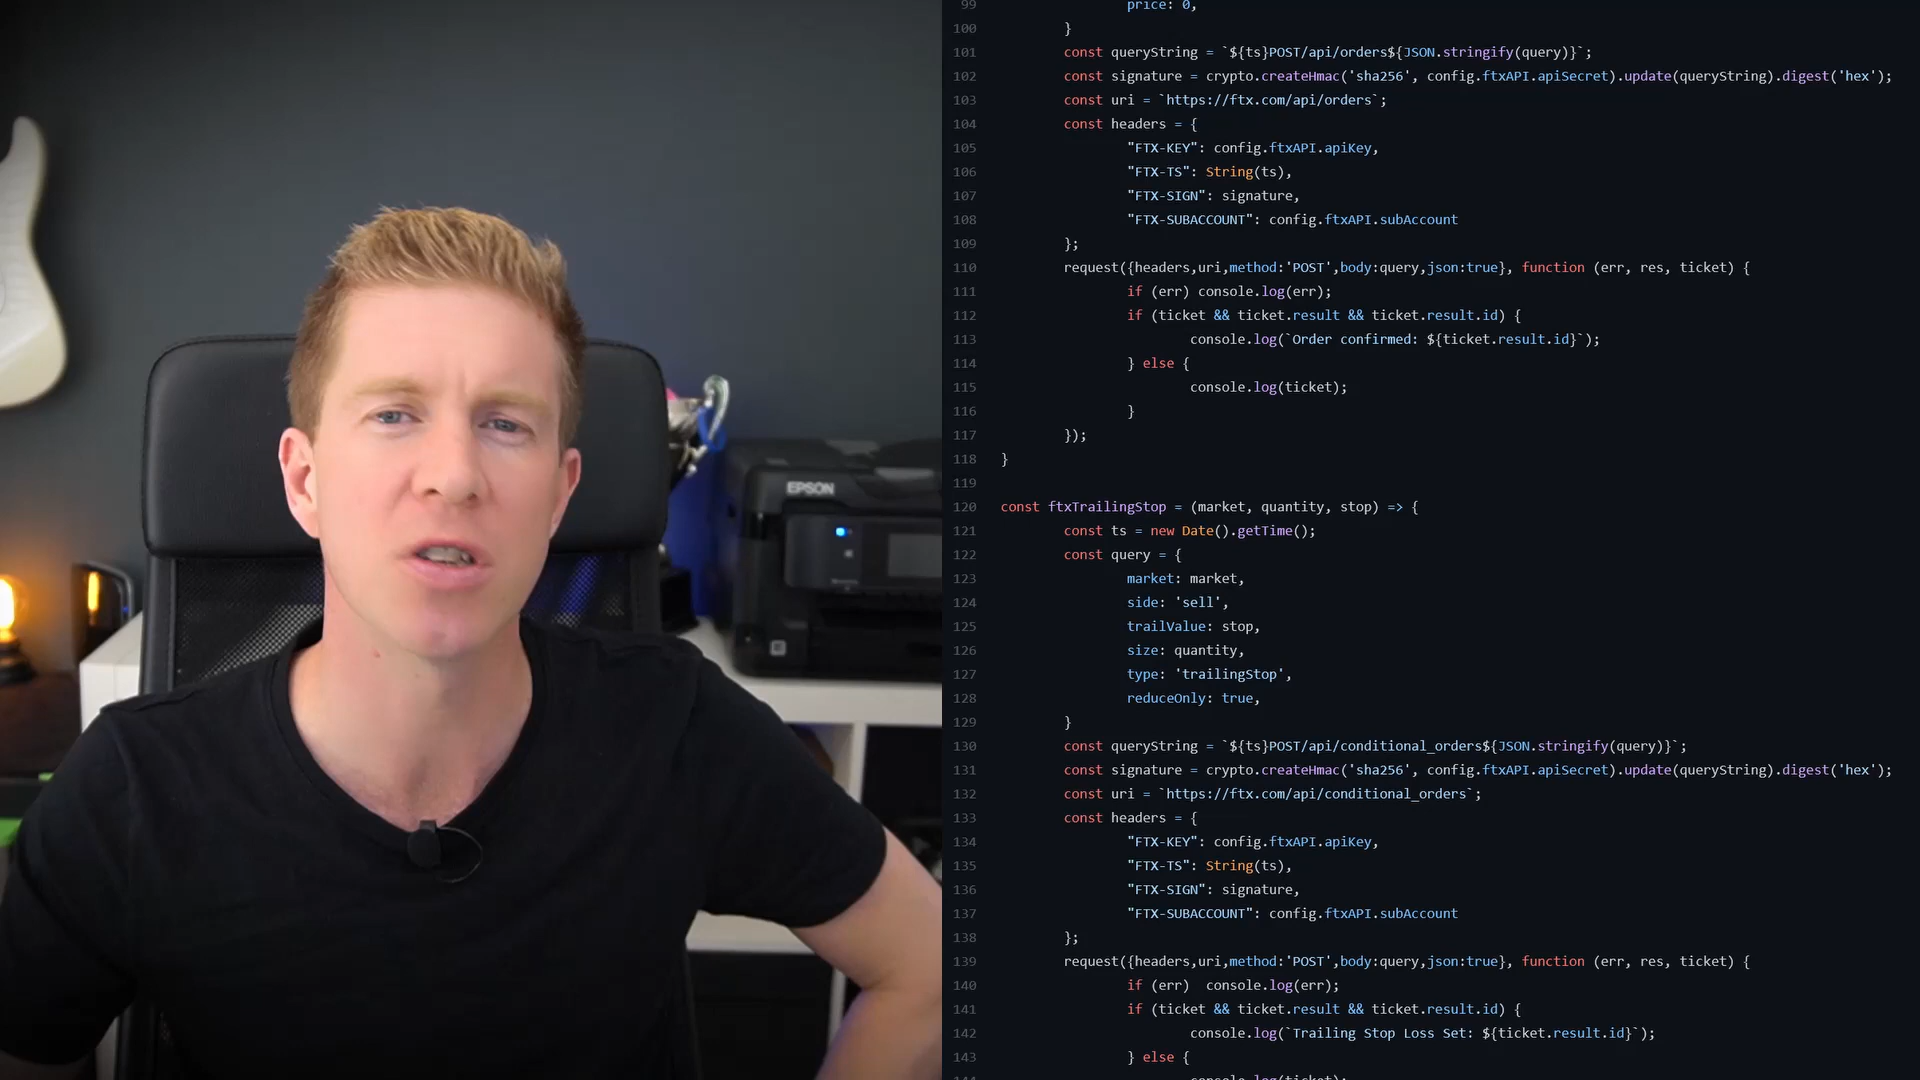 EPSON
99 price: 0,
100 }
101 const queryString = `${ts}POST/api/orders${JSON.stringify(query)}`;
102 const signature = crypto.createHmac('sha256', config.ftxAPI.apiSecret).update(queryString).digest('hex');
103 const uri = `https://ftx.com/api/orders`;
104 const headers = {
105 "FTX-KEY": config.ftxAPI.apiKey,
106 "FTX-TS": String(ts),
107 "FTX-SIGN": signature,
108 "FTX-SUBACCOUNT": config.ftxAPI.subAccount
109 };
110 request({headers,uri,method:'POST',body:query,json:true}, function (err, res, ticket) {
111 if (err) console.log(err);
112 if (ticket && ticket.result && ticket.result.id) {
113 console.log(`Order confirmed: ${ticket.result.id}`);
114 } else {
115 console.log(ticket);
116 }
117 });
118 }
119
120 const ftxTrailingStop = (market, quantity, stop) => {
121 const ts = new Date().getTime();
122 const query = {
123 market: market,
124 side: 'sell',
125 trailValue: stop,
126 size: quantity,
127 type: 'trailingStop',
128 reduceOnly: true,
129 }
130 const queryString = `${ts}POST/api/conditional_orders${JSON.stringify(query)}`;
131 const signature = crypto.createHmac('sha256', config.ftxAPI.apiSecret).update(queryString).digest('hex');
132 const uri = `https://ftx.com/api/conditional_orders`;
133 const headers = {
134 "FTX-KEY": config.ftxAPI.apiKey,
135 "FTX-TS": String(ts),
136 "FTX-SIGN": signature,
137 "FTX-SUBACCOUNT": config.ftxAPI.subAccount
138 };
139 request({headers,uri,method:'POST',body:query,json:true}, function (err, res, ticket) {
140 if (err)  console.log(err);
141 if (ticket && ticket.result && ticket.result.id) {
142 console.log(`Trailing Stop Loss Set: ${ticket.result.id}`);
143 } else {
144 console.log(ticket);